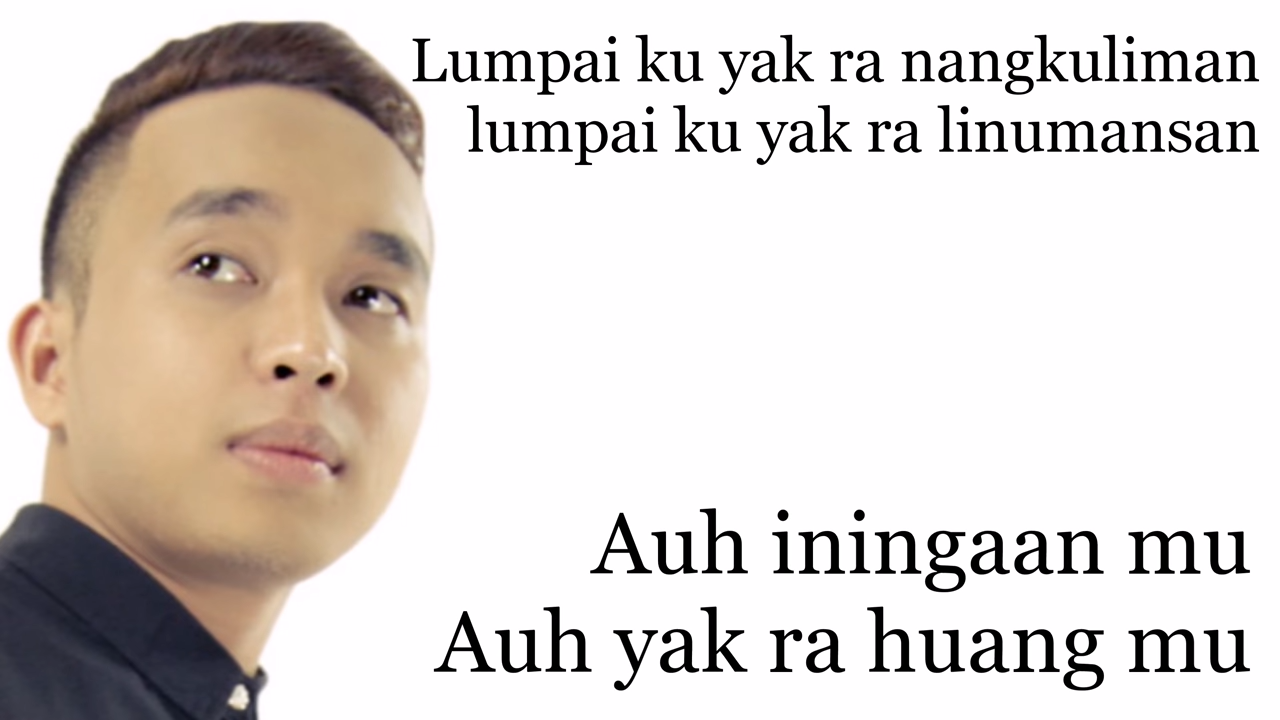 Lumpai ku yak ra nangkuliman
lumpai ku yak ra linumansan
Auh iningaan mu
Auh yak ra huang mu